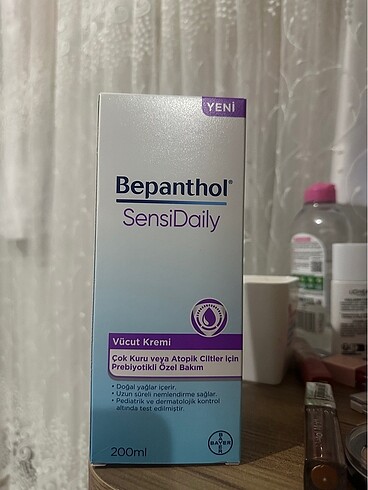 YENİ
Bepanthol®
SensiDaily
Vücut Kremi
Çok Kuru veya Atopik Ciltler İçin
Prebiyotikli Özel Bakım
• Doğal yağlar içerir.
• Uzun süreli nemlendirme sağlar.
• Pediatrik ve dermatolojik kontrol
altında test edilmiştir.
200ml
BAYER